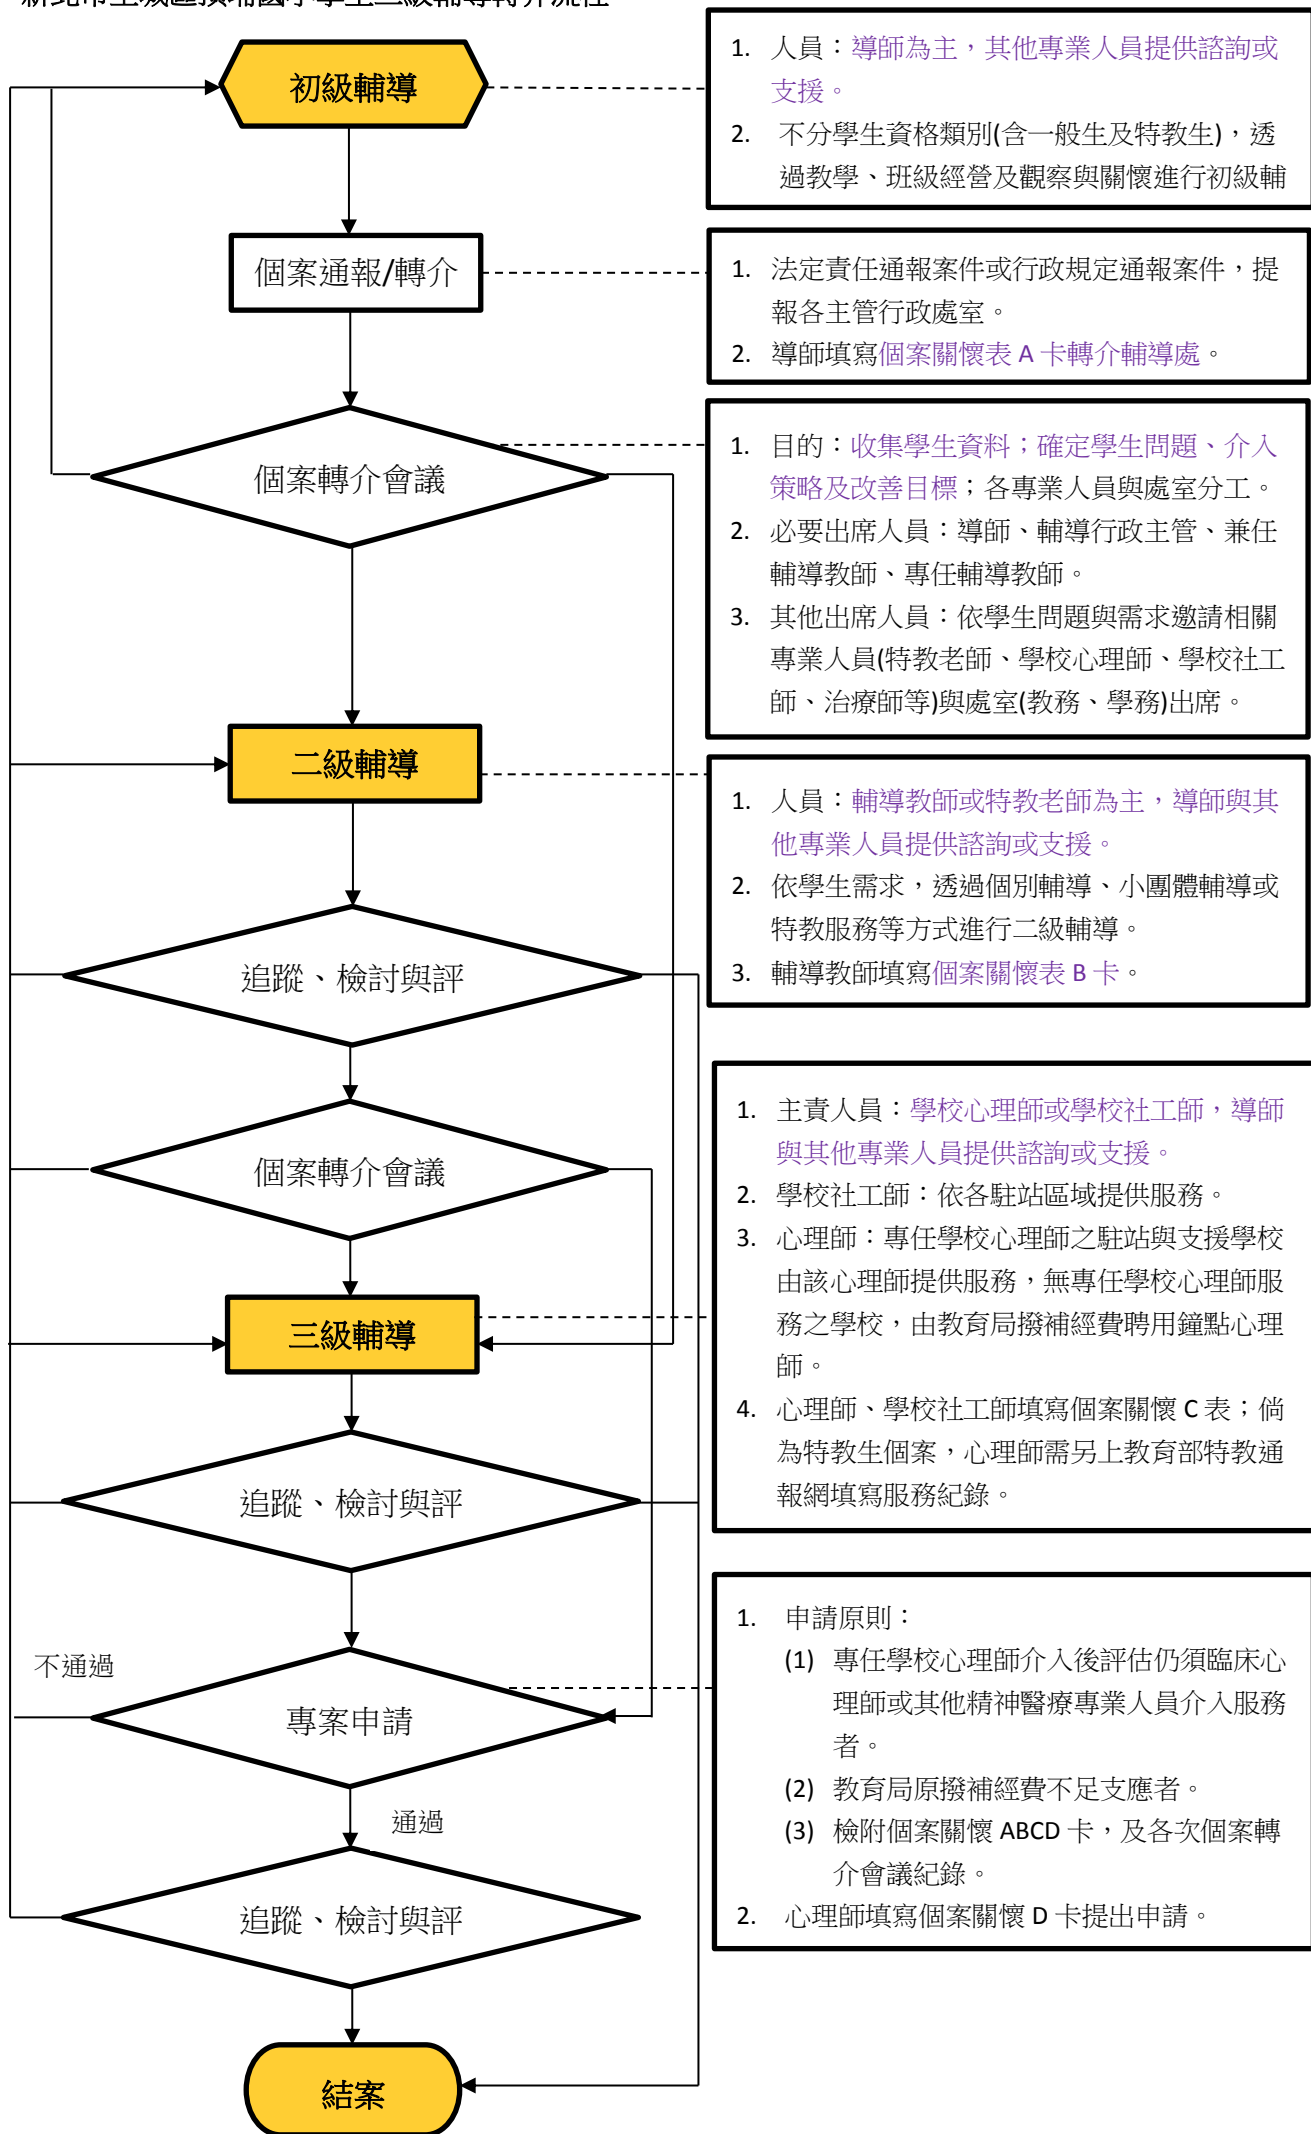 初級輔導
1. 人員：導師為主，其他專業人員提供諮詢或
支援。
2. 不分學生資格類別(含一般生及特教生)，透
過教學、班級經營及觀察與關懷進行初級輔
個案通報/轉介
1. 法定責任通報案件或行政規定通報案件，提
報各主管行政處室。
2. 導師填寫個案關懷表 A 卡轉介輔導處。
個案轉介會議
1. 目的：收集學生資料；確定學生問題、介入
策略及改善目標；各專業人員與處室分工。
2. 必要出席人員：導師、輔導行政主管、兼任
輔導教師、專任輔導教師。
3. 其他出席人員：依學生問題與需求邀請相關
專業人員(特教老師、學校心理師、學校社工
師、治療師等)與處室(教務、學務)出席。
二級輔導
1. 人員：輔導教師或特教老師為主，導師與其
他專業人員提供諮詢或支援。
2. 依學生需求，透過個別輔導、小團體輔導或
特教服務等方式進行二級輔導。
3. 輔導教師填寫個案關懷表 B 卡。
追蹤、檢討與評
個案轉介會議
三級輔導
1. 主責人員：學校心理師或學校社工師，導師
與其他專業人員提供諮詢或支援。
2. 學校社工師：依各駐站區域提供服務。
3. 心理師：專任學校心理師之駐站與支援學校
由該心理師提供服務，無專任學校心理師服
務之學校，由教育局撥補經費聘用鐘點心理
師。
4. 心理師、學校社工師填寫個案關懷 C 表；倘
為特教生個案，心理師需另上教育部特教通
報網填寫服務紀錄。
追蹤、檢討與評
不通過
專案申請
通過
1. 申請原則：
(1) 專任學校心理師介入後評估仍須臨床心
理師或其他精神醫療專業人員介入服務
者。
(2) 教育局原撥補經費不足支應者。
(3) 檢附個案關懷 ABCD 卡，及各次個案轉
介會議紀錄。
2. 心理師填寫個案關懷 D 卡提出申請。
追蹤、檢討與評
結案